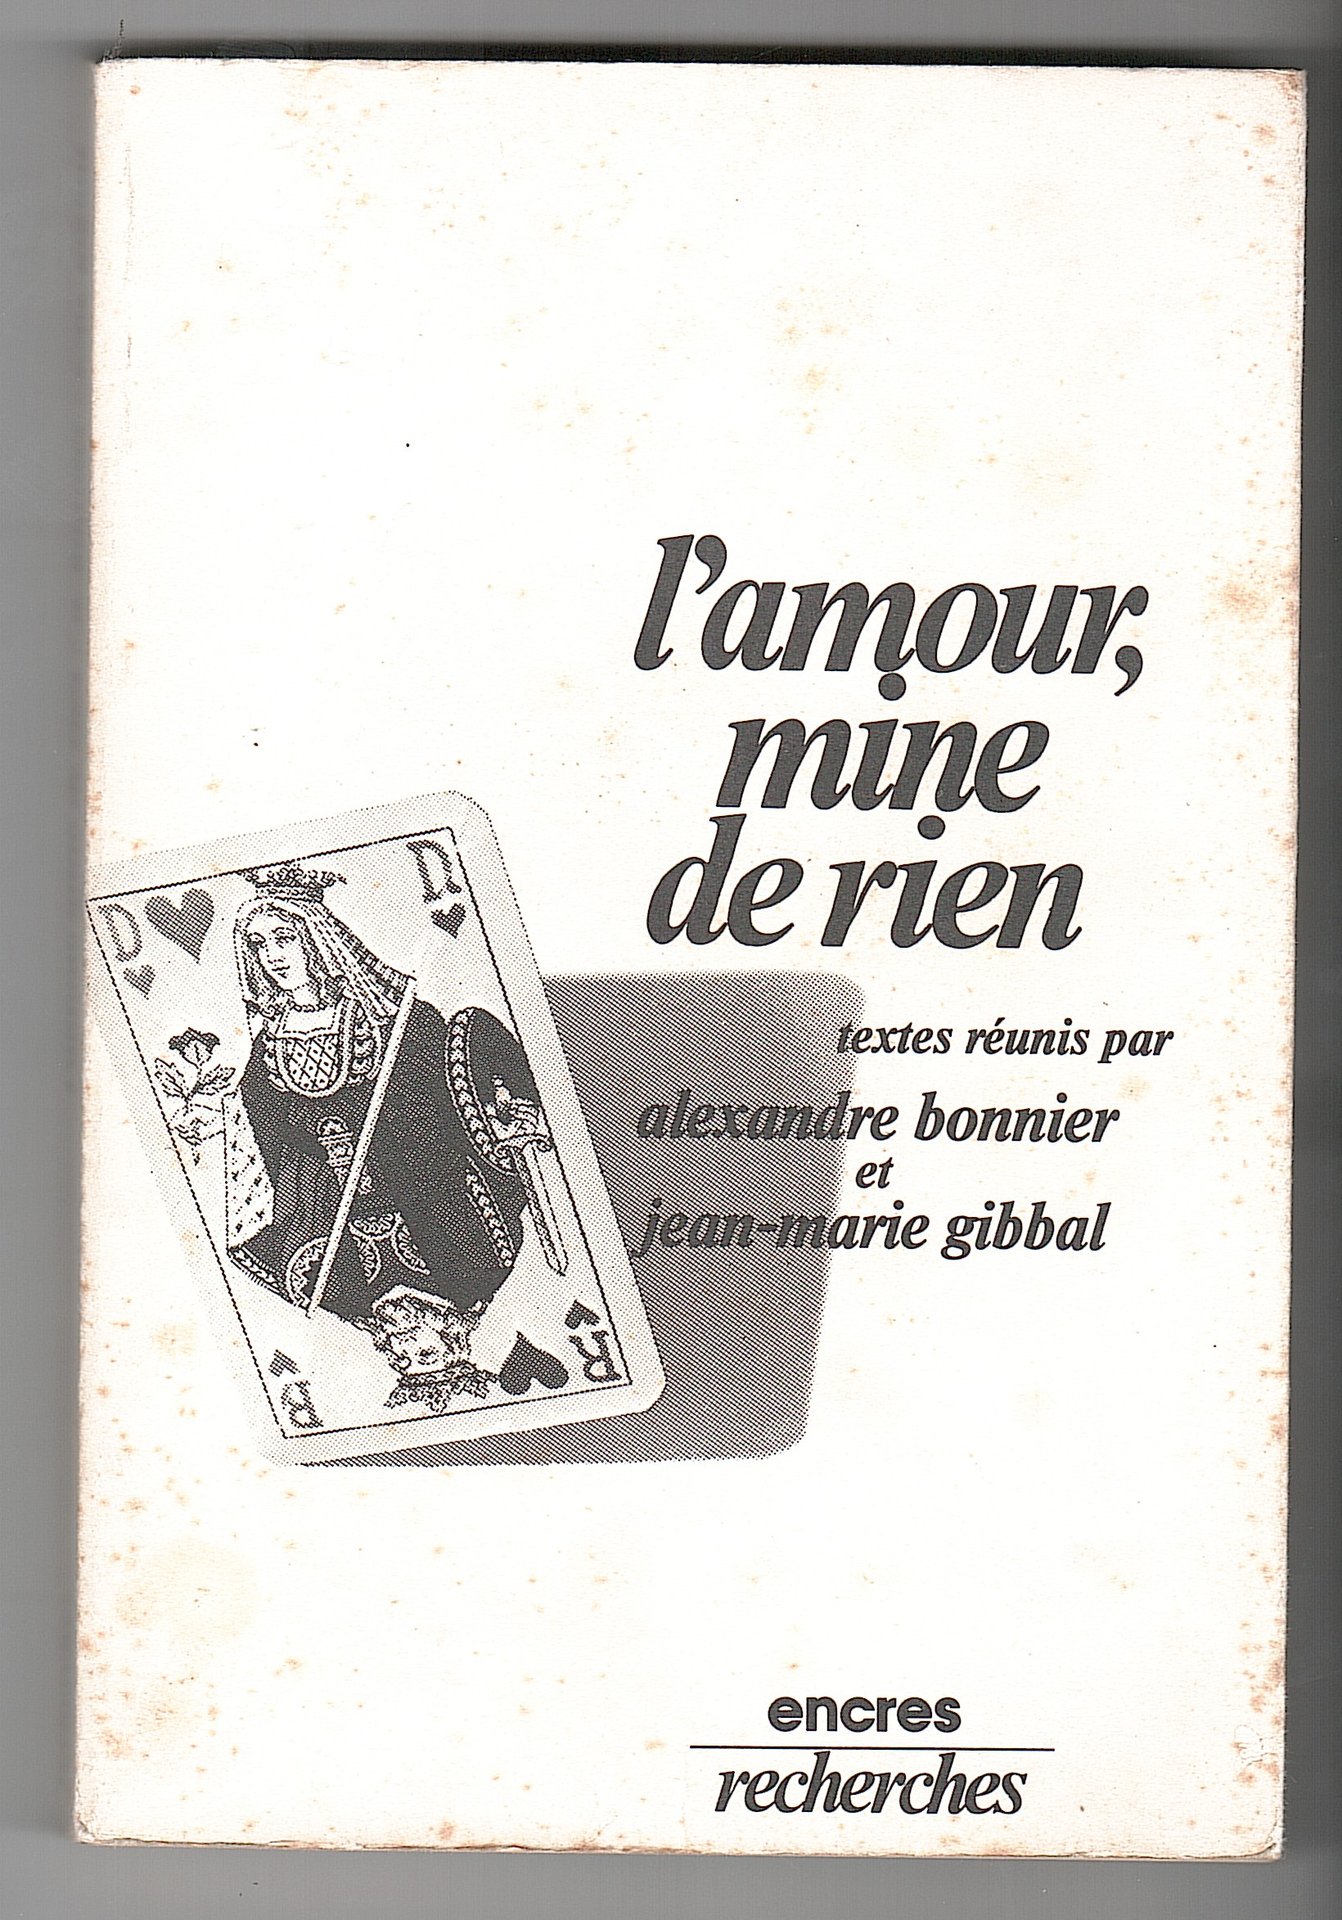 l'amour,
mine
de rien
textes réunis par
alexandre bonnier
et
jean-marie gibbal
D
D
R
R
encres
recherches